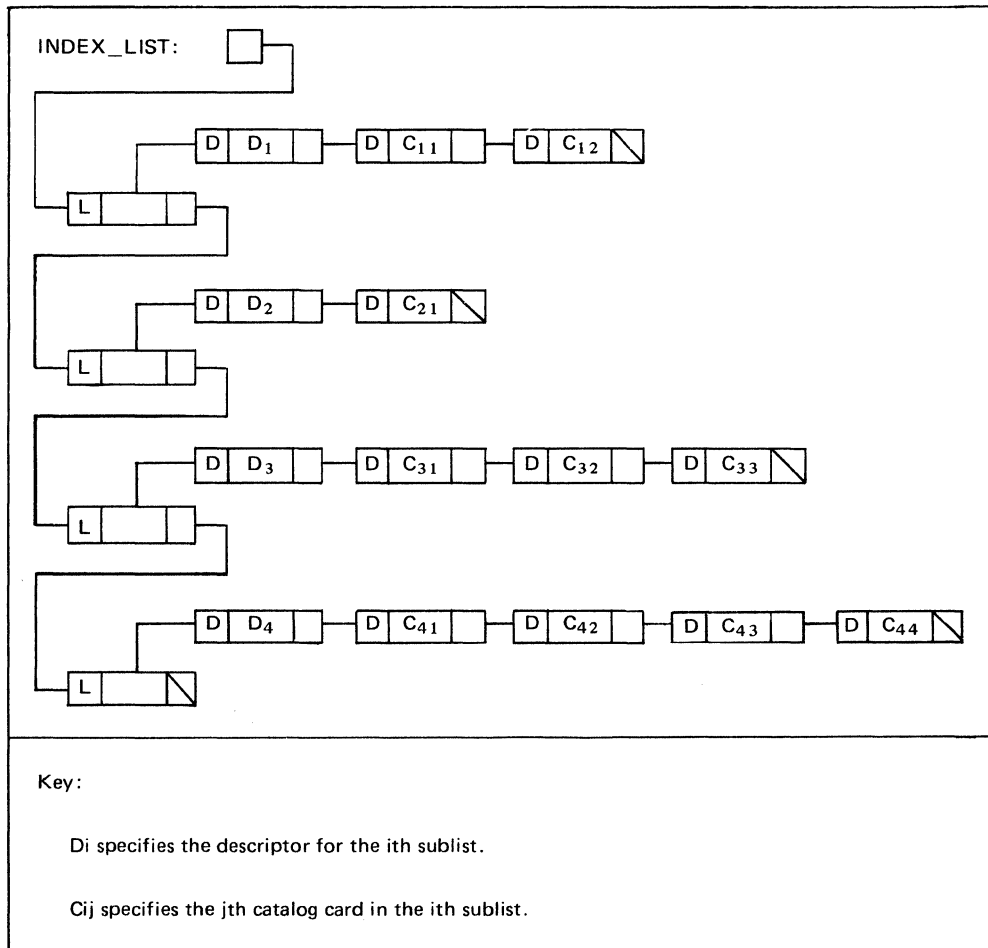 INDEX_LIST:
D D₁ D C₁₁ D C₁₂
L
D D₂ D C₂₁
L
D D₃ D C₃₁ D C₃₂ D C₃₃
L
D D₄ D C₄₁ D C₄₂ D C₄₃ D C₄₄
L
Key:
Di specifies the descriptor for the ith sublist.
Cij specifies the jth catalog card in the ith sublist.